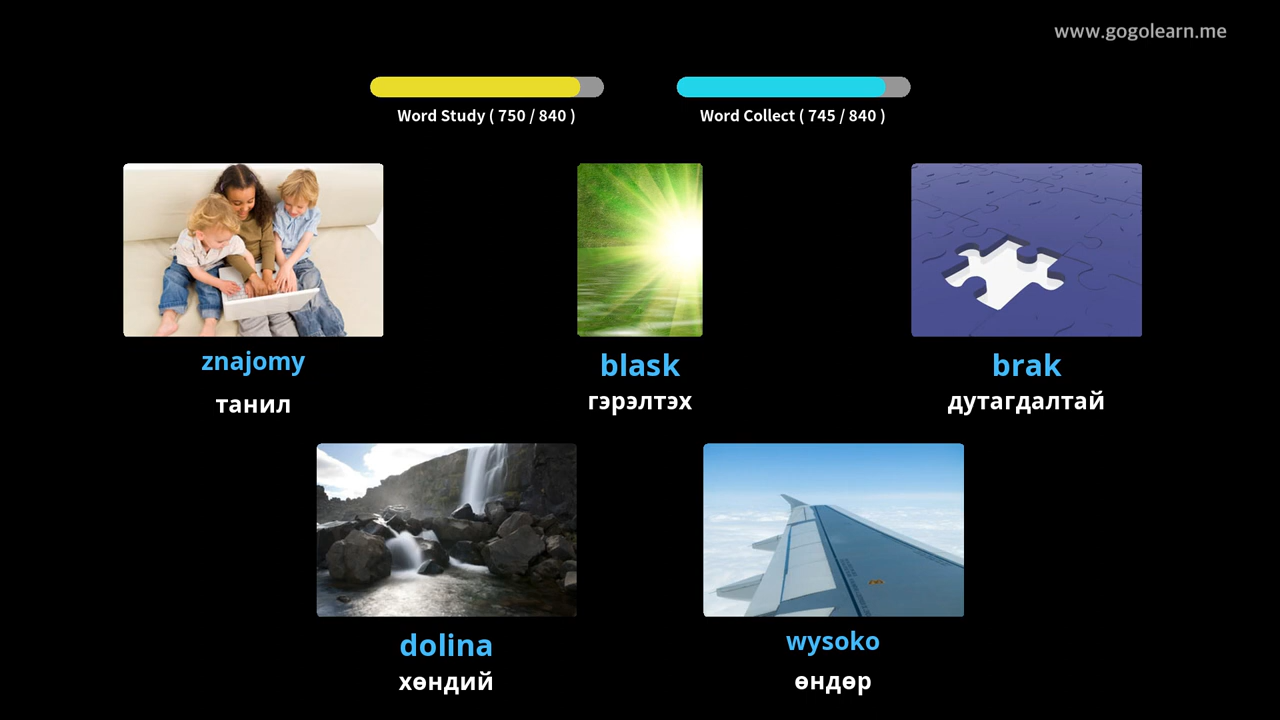 www.gogolearn.me
Word Study ( 750 / 840 )
Word Collect ( 745 / 840 )
znajomy
танил
blask
гэрэлтэх
brak
дутагдалтай
dolina
хөндий
wysoko
өндөр